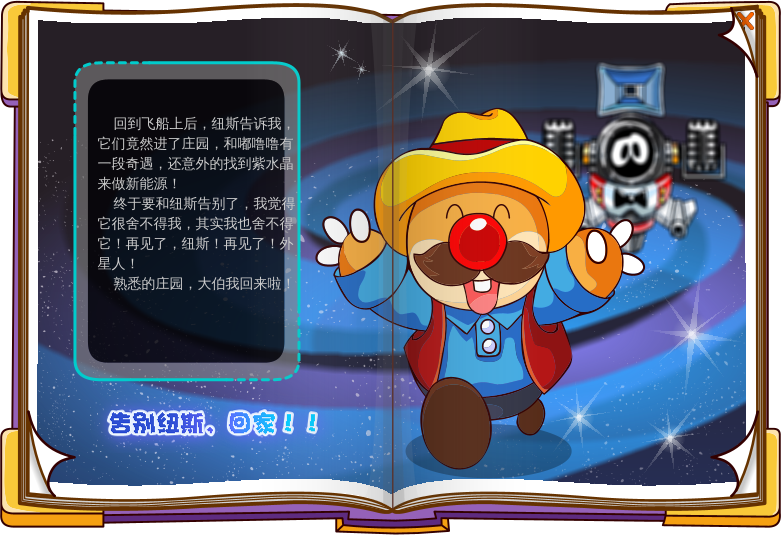 回到飞船上后，纽斯告诉我，
它们竟然进了庄园，和嘟噜噜有
一段奇遇，还意外的找到紫水晶
来做新能源！
终于要和纽斯告别了，我觉得
它很舍不得我，其实我也舍不得
它！再见了，纽斯！再见了！外
星人！
熟悉的庄园，大伯我回来啦！
告别纽斯。回家！！